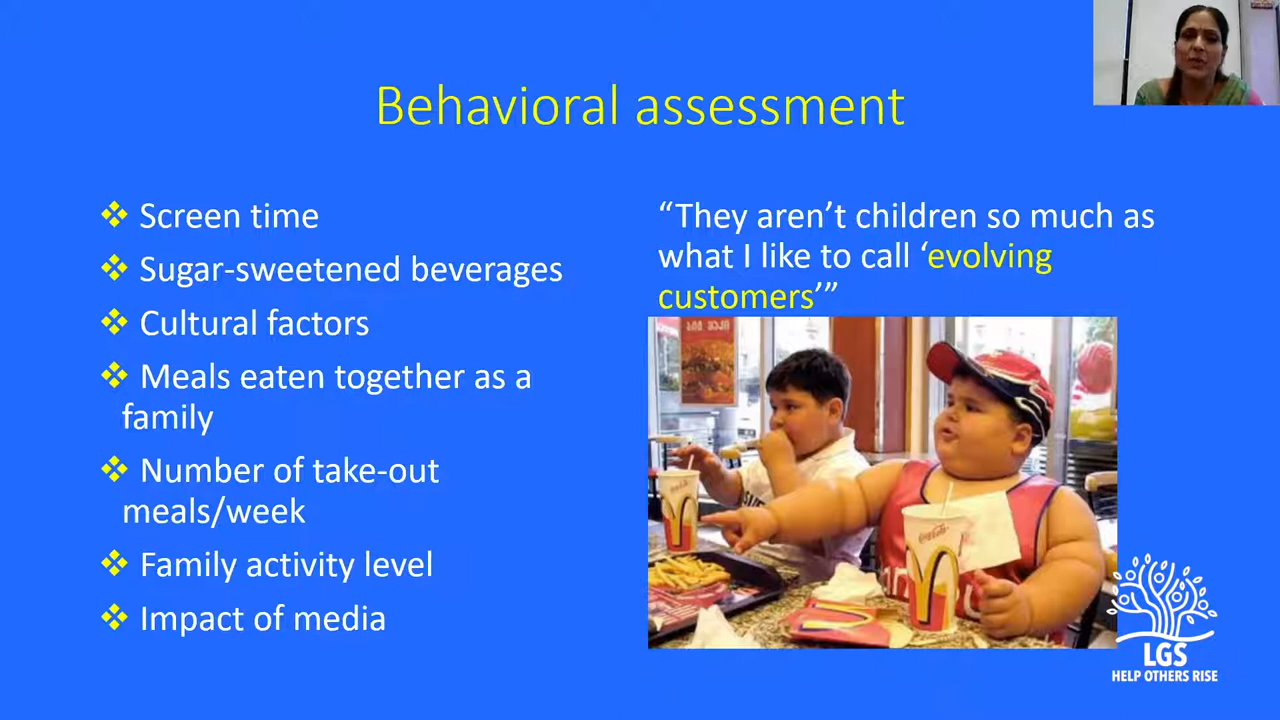 Behavioral assessment
❖ Screen time
❖ Sugar-sweetened beverages
❖ Cultural factors
❖ Meals eaten together as a
family
❖ Number of take-out
meals/week
❖ Family activity level
❖ Impact of media
“They aren’t children so much as
what I like to call ‘evolving
customers’”
Coca-Cola
LGS
HELP OTHERS RISE